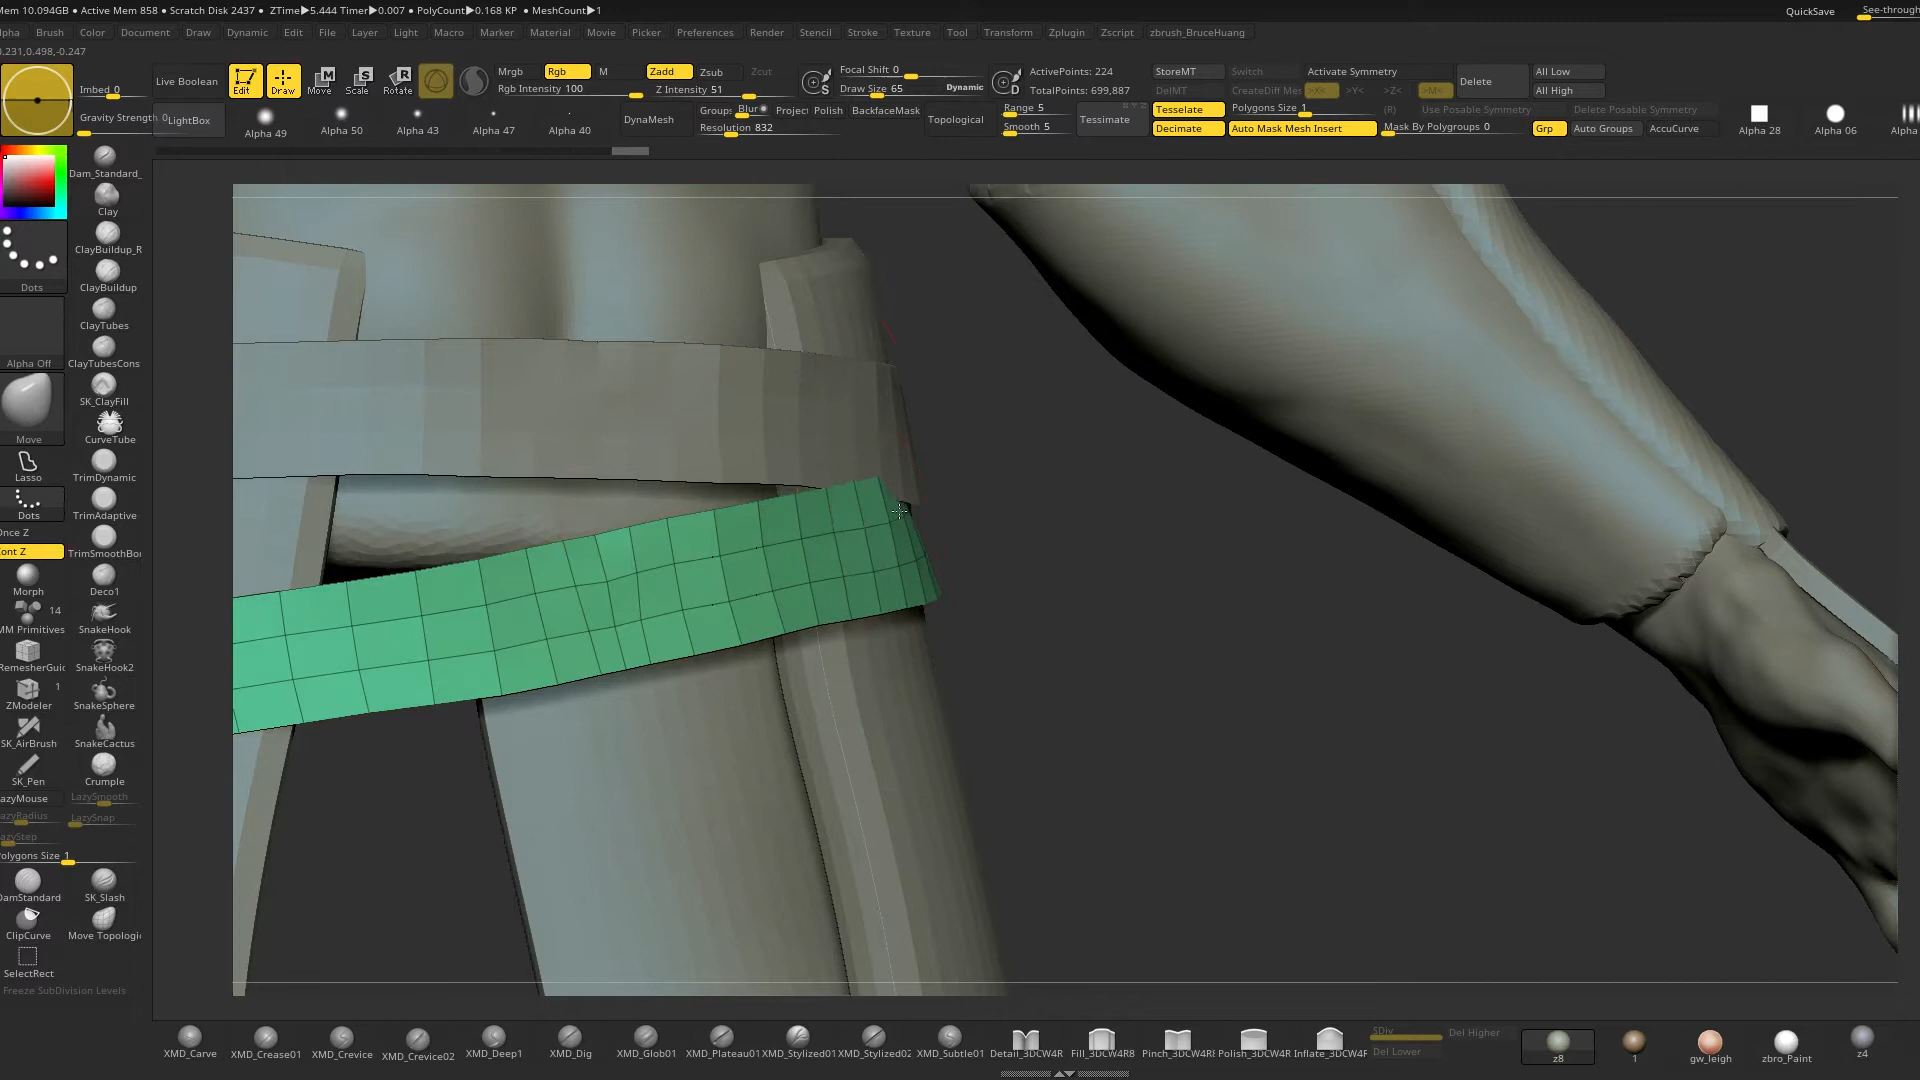 Mem 10.094GB • Active Mem 858 • Scratch Disk 2437 • ZTime▶5.444 Timer▶0.007 • PolyCount▶0.168 KP • MeshCount▶1
QuickSave See-through
lpha Brush Color Document Draw Dynamic Edit File Layer Light Macro Marker Material Movie Picker Preferences Render Stencil Stroke Texture Tool Transform Zplugin Zscript zbrush_BruceHuang
0.231,0.498,-0.247
Imbed 0
Gravity Strength 0
Live Boolean
LightBox
Edit Draw Move Scale Rotate
Mrgb Rgb M Zadd Zsub Zcut
Rgb Intensity 100 Z Intensity 51
Focal Shift 0
Draw Size 65 Dynamic
ActivePoints: 224
TotalPoints: 699,887
StoreMT Switch
DelMT CreateDiff Mes
Activate Symmetry
>X< >Y< >Z< >M<
Delete
All Low
All High
Alpha 49 Alpha 50 Alpha 43 Alpha 47 Alpha 40
DynaMesh
Groups Blur Project Polish BackfaceMask
Resolution 832
Topological
Range 5
Smooth 5
Tessimate
Tesselate Polygons Size 1 (R) Use Posable Symmetry Delete Posable Symmetry
Decimate Auto Mask Mesh Insert Mask By Polygroups 0 Grp Auto Groups AccuCurve
Alpha 28 Alpha 06 Alpha
Dam_Standard_
Clay
ClayBuildup_R
Dots ClayBuildup
ClayTubes
Alpha Off ClayTubesCons
SK_ClayFill
Move CurveTube
Lasso TrimDynamic
Dots TrimAdaptive
Once Z
Cont Z TrimSmoothBor
Morph Deco1
14
MM Primitives SnakeHook
RemesherGuid SnakeHook2
1
ZModeler SnakeSphere
SK_AirBrush SnakeCactus
SK_Pen Crumple
LazyMouse LazySmooth
LazyRadius LazySnap
LazyStep
Polygons Size 1
DamStandard SK_Slash
ClipCurve Move Topologic
SelectRect
Freeze SubDivision Levels
XMD_Carve XMD_Crease01 XMD_Crevice XMD_Crevice02 XMD_Deep1 XMD_Dig XMD_Glob01 XMD_Plateau01 XMD_Stylized01 XMD_Stylized02 XMD_Subtle01 Detail_3DCW4R Fill_3DCW4R8 Pinch_3DCW4R8 Polish_3DCW4R Inflate_3DCW4R
SDiv Del Higher
Del Lower
z8 1 gw_leigh zbro_Paint z4